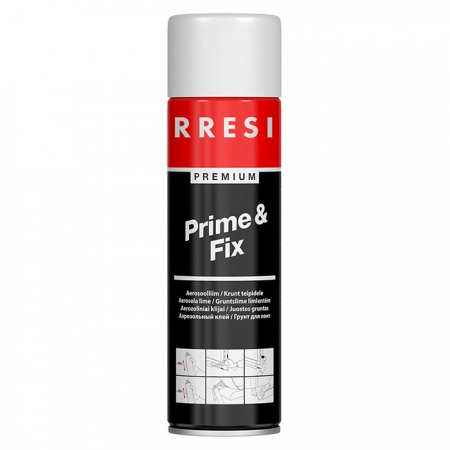 RRESI
PREMIUM
Prime &
Fix
Aerosoolliim / Krunt teipidele
Aerosola līme / Gruntslīme līmlentēm
Aerozoliniai klijai / Juostos gruntas
Аэрозольный клей / Грунт для лент